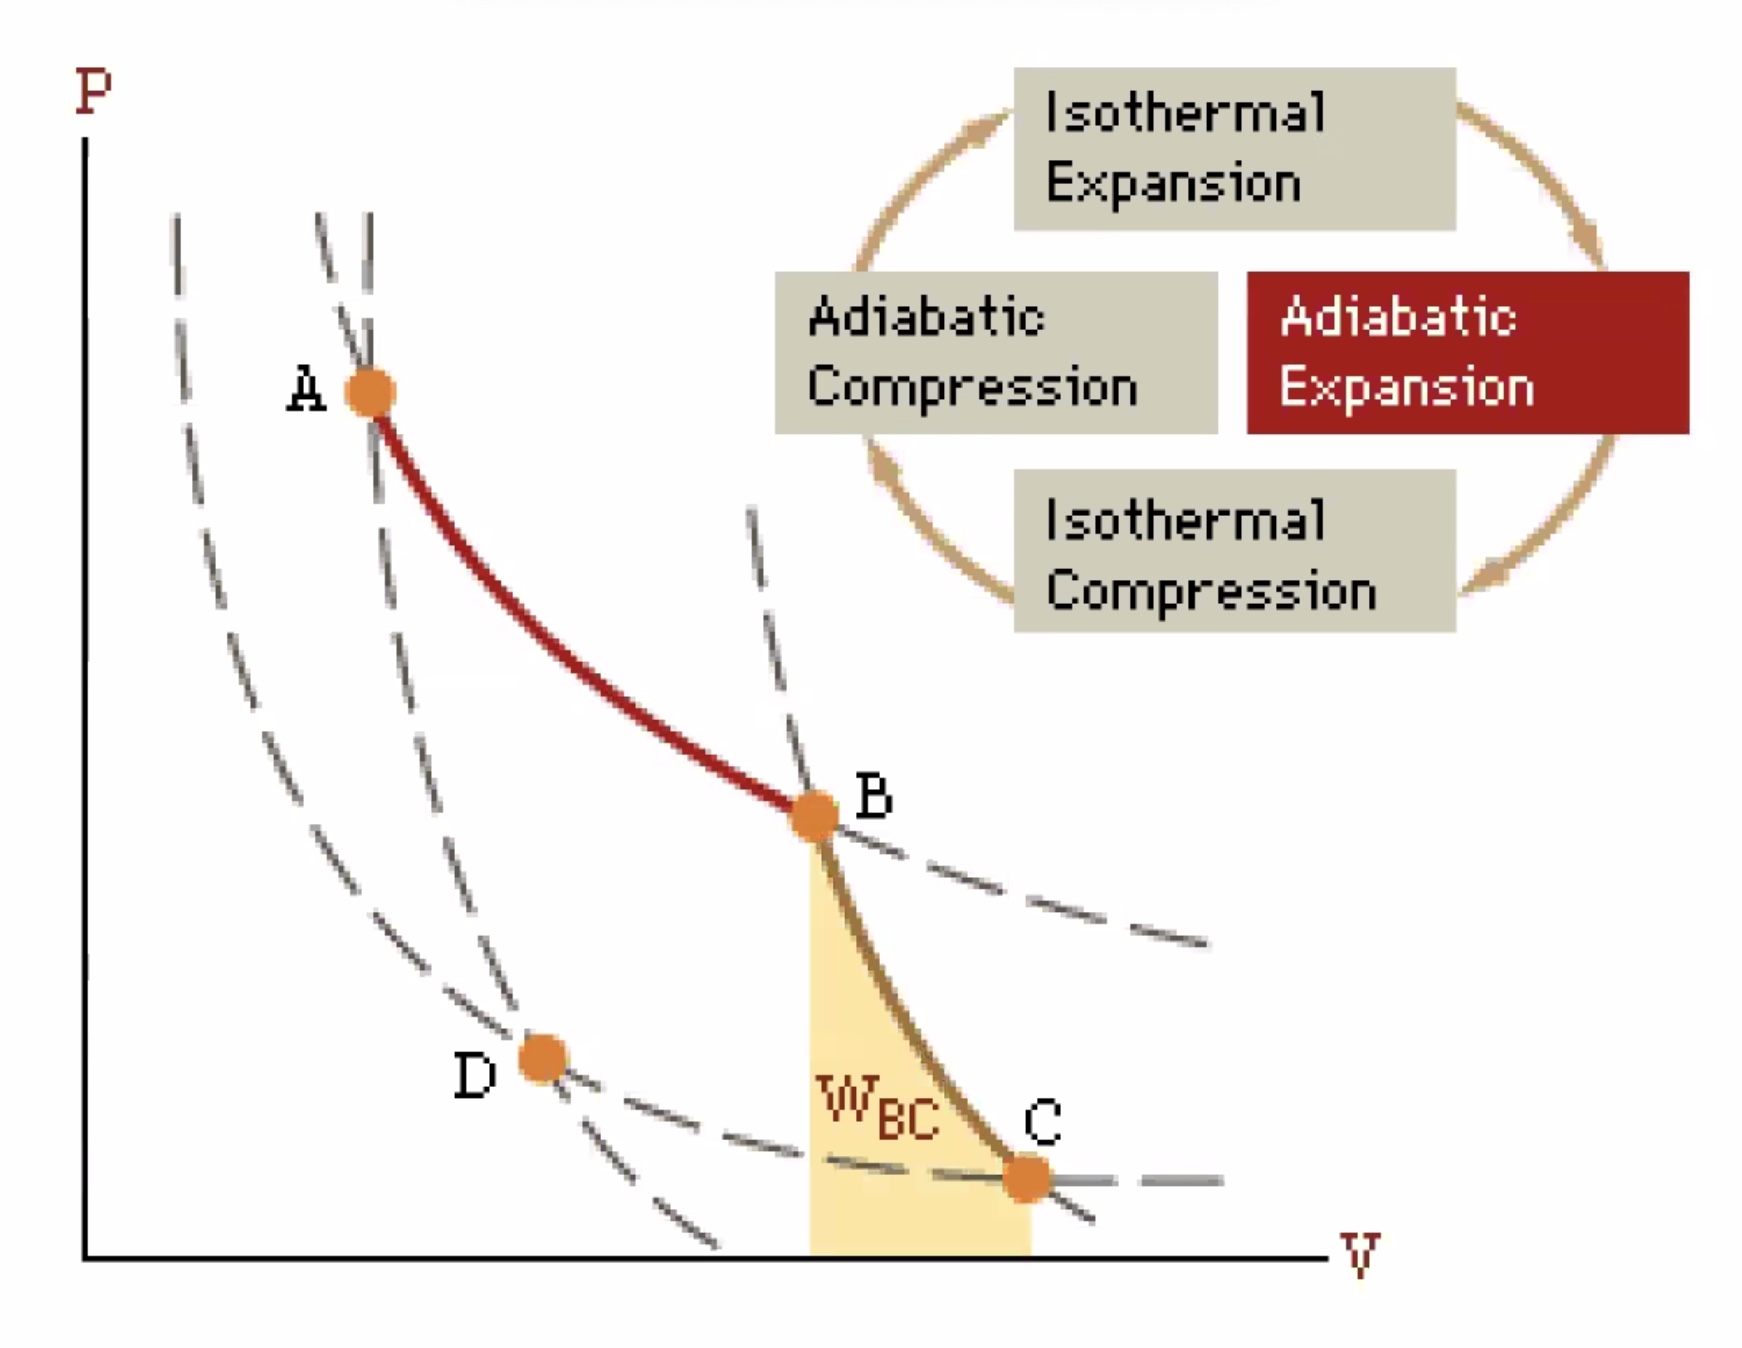 P
Isothermal
Expansion
Adiabatic
Compression
Adiabatic
Expansion
Isothermal
Compression
A
B
D
W_BC
C
V